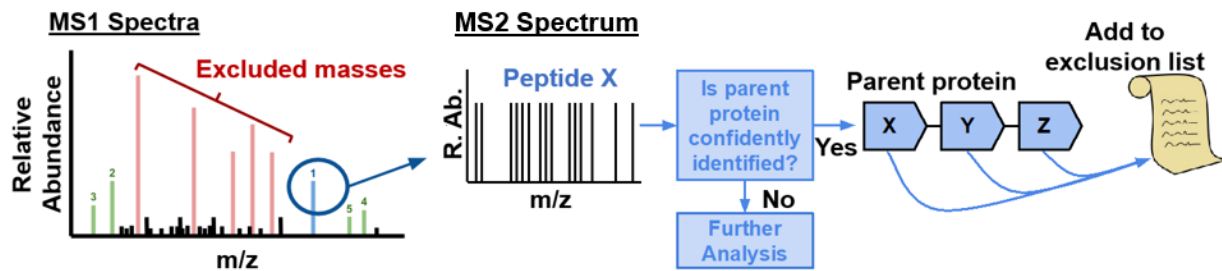 MS1 Spectra
Excluded masses
Relative
Abundance
3
2
1
5
4
m/z
MS2 Spectrum
Peptide X
R. Ab.
m/z
Is parent
protein
confidently
identified?
Yes
No
Further
Analysis
Parent protein
X
Y
Z
Add to
exclusion list